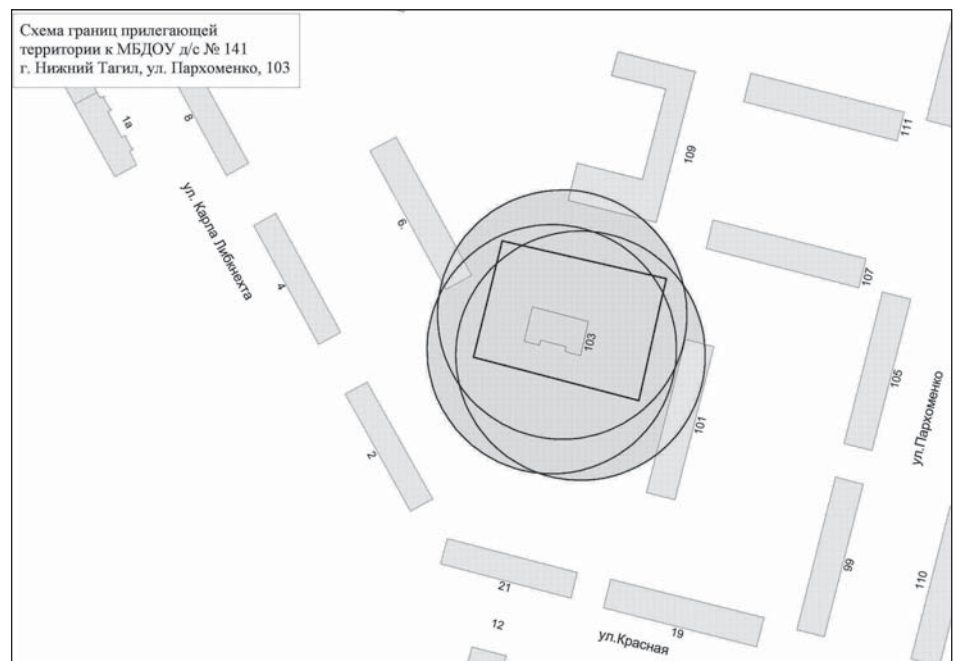 Схема границ прилегающей
территории к МБДОУ д/с № 141
г. Нижний Тагил, ул. Пархоменко, 103
1а
8
109
111
6.
ул. Карла Либкнехта
4
107
103
105
ул.Пархоменко
2
101
99
21
110
12
19
ул.Красная